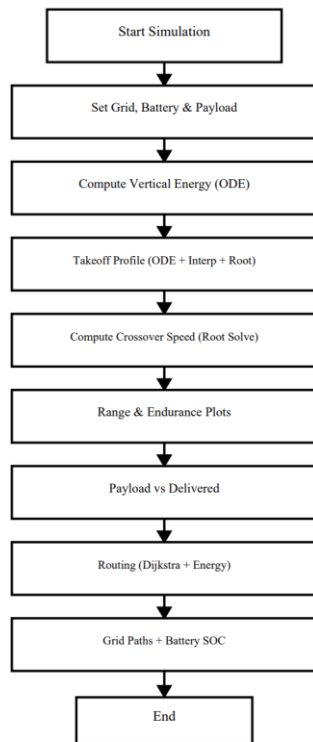 Start Simulation
Set Grid, Battery & Payload
Compute Vertical Energy (ODE)
Takeoff Profile (ODE + Interp + Root)
Compute Crossover Speed (Root Solve)
Range & Endurance Plots
Payload vs Delivered
Routing (Dijkstra + Energy)
Grid Paths + Battery SOC
End